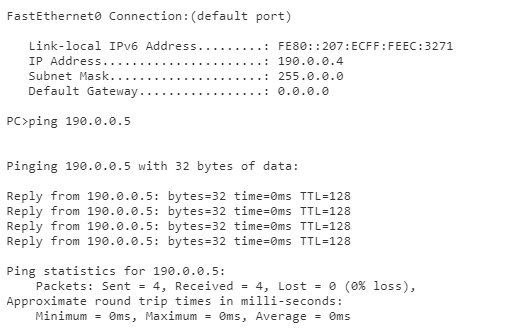 FastEthernet0 Connection:(default port)
Link-local IPv6 Address.........: FE80::207:ECFF:FEEC:3271
IP Address......................: 190.0.0.4
Subnet Mask.....................: 255.0.0.0
Default Gateway.................: 0.0.0.0
PC>ping 190.0.0.5
Pinging 190.0.0.5 with 32 bytes of data:
Reply from 190.0.0.5: bytes=32 time=0ms TTL=128
Reply from 190.0.0.5: bytes=32 time=0ms TTL=128
Reply from 190.0.0.5: bytes=32 time=0ms TTL=128
Reply from 190.0.0.5: bytes=32 time=0ms TTL=128
Ping statistics for 190.0.0.5:
Packets: Sent = 4, Received = 4, Lost = 0 (0% loss),
Approximate round trip times in milli-seconds:
Minimum = 0ms, Maximum = 0ms, Average = 0ms